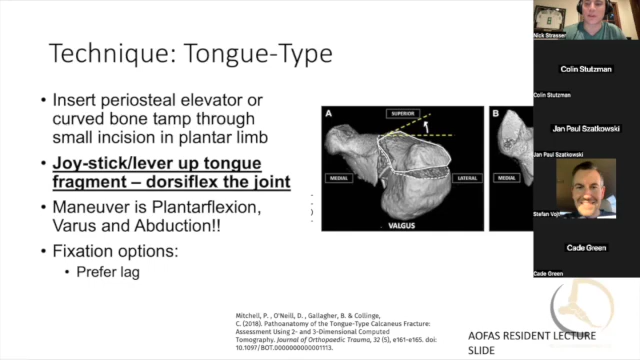 Technique: Tongue-Type
• Insert periosteal elevator or
curved bone tamp through
small incision in plantar limb
• Joy-stick/lever up tongue
fragment – dorsiflex the joint
• Maneuver is Plantarflexion,
Varus and Abduction!!
• Fixation options:
• Prefer lag
A
SUPERIOR
MEDIAL
LATERAL
VALGUS
B
MEDIAL
Mitchell, P. , O'Neill, D. , Gallagher, B. & Collinge,
C. (2018). Pathoanatomy of the Tongue-Type Calcaneus Fracture:
Assessment Using 2- and 3-Dimensional Computed
Tomography. Journal of Orthopaedic Trauma, 32 (5), e161-e165. doi:
10.1097/BOT.0000000000001113.
AOFAS RESIDENT LECTURE
SLIDE
Nick Strasser
Colin Stutzman
Colin Stutzman
Jan Paul Szatkowski
Jan Paul Szatkowski
Cade Green
Cade Green